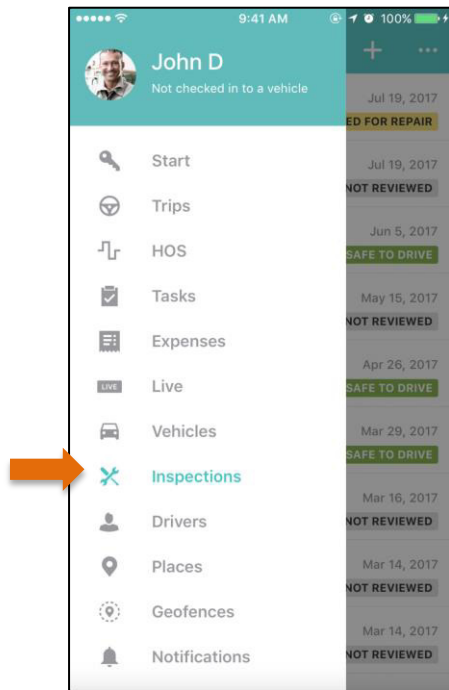 9:41 AM
100%
John D
Not checked in to a vehicle
Jul 19, 2017
ED FOR REPAIR
Start
Jul 19, 2017
NOT REVIEWED
Trips
Jun 5, 2017
HOS
SAFE TO DRIVE
Tasks
May 15, 2017
NOT REVIEWED
Expenses
Apr 26, 2017
LIVE
Live
SAFE TO DRIVE
Vehicles
Mar 29, 2017
SAFE TO DRIVE
Inspections
Mar 16, 2017
Drivers
NOT REVIEWED
Places
Mar 14, 2017
NOT REVIEWED
Geofences
Mar 14, 2017
Notifications
NOT REVIEWED